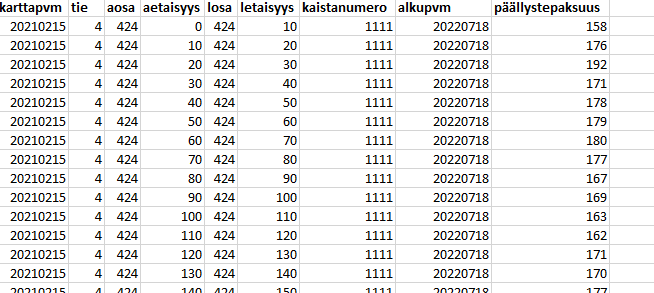 karttapvm tie aosa aetaisyys losa letaisyys kaistanumero alkupvm päällystepaksuus
20210215 4 424 0 424 10 1111 20220718 158
20210215 4 424 10 424 20 1111 20220718 176
20210215 4 424 20 424 30 1111 20220718 192
20210215 4 424 30 424 40 1111 20220718 171
20210215 4 424 40 424 50 1111 20220718 178
20210215 4 424 50 424 60 1111 20220718 179
20210215 4 424 60 424 70 1111 20220718 180
20210215 4 424 70 424 80 1111 20220718 177
20210215 4 424 80 424 90 1111 20220718 167
20210215 4 424 90 424 100 1111 20220718 169
20210215 4 424 100 424 110 1111 20220718 163
20210215 4 424 110 424 120 1111 20220718 162
20210215 4 424 120 424 130 1111 20220718 171
20210215 4 424 130 424 140 1111 20220718 170
20210215 4 424 140 424 150 1111 20220718 177